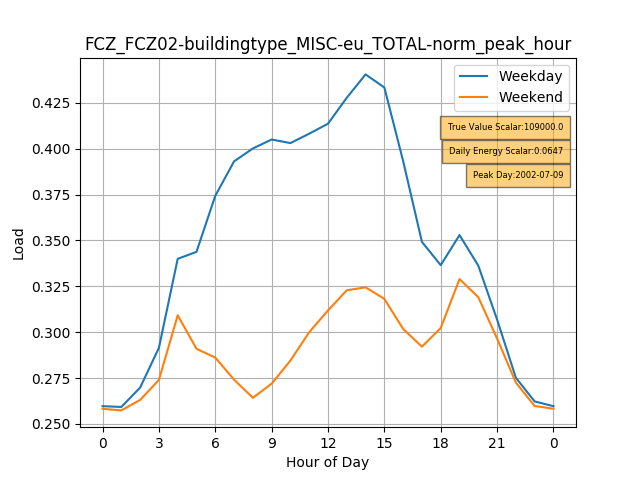 FCZ_FCZ02-buildingtype_MISC-eu_TOTAL-norm_peak_hour
Weekday
Weekend
True Value Scalar:109000.0
Daily Energy Scalar:0.0647
Peak Day:2002-07-09
0.425
0.400
0.375
0.350
0.325
0.300
0.275
0.250
Load
0 3 6 9 12 15 18 21 0
Hour of Day